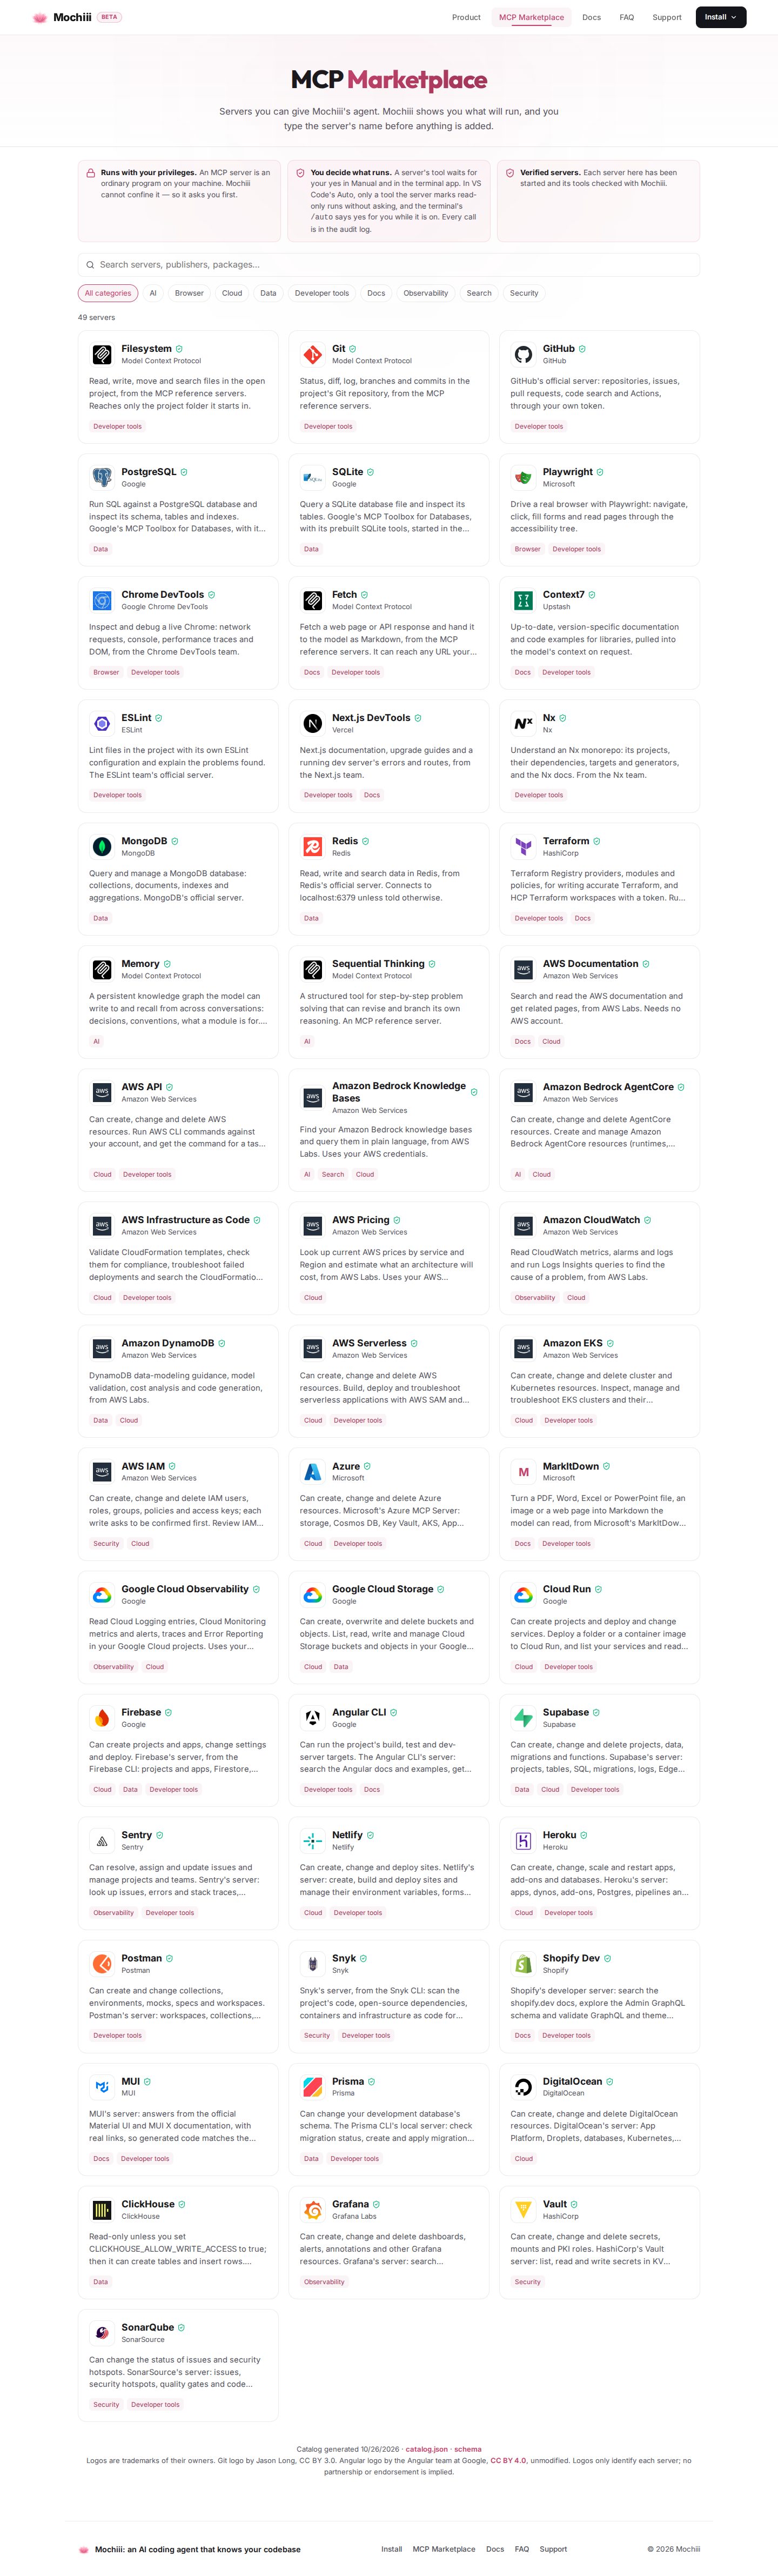 Mochiii BETA
Product MCP Marketplace Docs FAQ Support Install
MCP Marketplace
Servers you can give Mochiii's agent. Mochiii shows you what will run, and you
type the server's name before anything is added.
Runs with your privileges. An MCP server is an
ordinary program on your machine. Mochiii
cannot confine it — so it asks you first.
You decide what runs. A server's tool waits for
your yes in Manual and in the terminal app. In VS
Code's Auto, only a tool the server marks read-
only runs without asking, and the terminal's
/auto says yes for you while it is on. Every call
is in the audit log.
Verified servers. Each server here has been
started and its tools checked with Mochiii.
Search servers, publishers, packages...
All categories AI Browser Cloud Data Developer tools Docs Observability Search Security
49 servers
Filesystem
Model Context Protocol
Read, write, move and search files in the open
project, from the MCP reference servers.
Reaches only the project folder it starts in.
Developer tools
Git
Model Context Protocol
Status, diff, log, branches and commits in the
project's Git repository, from the MCP
reference servers.
Developer tools
GitHub
GitHub
GitHub's official server: repositories, issues,
pull requests, code search and Actions,
through your own token.
Developer tools
PostgreSQL
Google
Run SQL against a PostgreSQL database and
inspect its schema, tables and indexes.
Google's MCP Toolbox for Databases, with it...
Data
SQLite
Google
Query a SQLite database file and inspect its
tables. Google's MCP Toolbox for Databases,
with its prebuilt SQLite tools, started in the...
Data
Playwright
Microsoft
Drive a real browser with Playwright: navigate,
click, fill forms and read pages through the
accessibility tree.
Browser Developer tools
Chrome DevTools
Google Chrome DevTools
Inspect and debug a live Chrome: network
requests, console, performance traces and
DOM, from the Chrome DevTools team.
Browser Developer tools
Fetch
Model Context Protocol
Fetch a web page or API response and hand it
to the model as Markdown, from the MCP
reference servers. It can reach any URL your...
Docs Developer tools
Context7
Upstash
Up-to-date, version-specific documentation
and code examples for libraries, pulled into
the model's context on request.
Docs Developer tools
ESLint
ESLint
Lint files in the project with its own ESLint
configuration and explain the problems found.
The ESLint team's official server.
Developer tools
Next.js DevTools
Vercel
Next.js documentation, upgrade guides and a
running dev server's errors and routes, from
the Next.js team.
Developer tools Docs
Nx
Nx
Understand an Nx monorepo: its projects,
their dependencies, targets and generators,
and the Nx docs. From the Nx team.
Developer tools
MongoDB
MongoDB
Query and manage a MongoDB database:
collections, documents, indexes and
aggregations. MongoDB's official server.
Data
Redis
Redis
Read, write and search data in Redis, from
Redis's official server. Connects to
localhost:6379 unless told otherwise.
Data
Terraform
HashiCorp
Terraform Registry providers, modules and
policies, for writing accurate Terraform, and
HCP Terraform workspaces with a token. Ru...
Developer tools Docs
Memory
Model Context Protocol
A persistent knowledge graph the model can
write to and recall from across conversations:
decisions, conventions, what a module is for....
AI
Sequential Thinking
Model Context Protocol
A structured tool for step-by-step problem
solving that can revise and branch its own
reasoning. An MCP reference server.
AI
AWS Documentation
Amazon Web Services
Search and read the AWS documentation and
get related pages, from AWS Labs. Needs no
AWS account.
Docs Cloud
AWS API
Amazon Web Services
Can create, change and delete AWS
resources. Run AWS CLI commands against
your account, and get the command for a tas...
Cloud Developer tools
Amazon Bedrock Knowledge
Bases
Amazon Web Services
Find your Amazon Bedrock knowledge bases
and query them in plain language, from AWS
Labs. Uses your AWS credentials.
AI Search Cloud
Amazon Bedrock AgentCore
Amazon Web Services
Can create, change and delete AgentCore
resources. Create and manage Amazon
Bedrock AgentCore resources (runtimes,...
AI Cloud
AWS Infrastructure as Code
Amazon Web Services
Validate CloudFormation templates, check
them for compliance, troubleshoot failed
deployments and search the CloudFormatio...
Cloud Developer tools
AWS Pricing
Amazon Web Services
Look up current AWS prices by service and
Region and estimate what an architecture will
cost, from AWS Labs. Uses your AWS...
Cloud
Amazon CloudWatch
Amazon Web Services
Read CloudWatch metrics, alarms and logs
and run Logs Insights queries to find the
cause of a problem, from AWS Labs.
Observability Cloud
Amazon DynamoDB
Amazon Web Services
DynamoDB data-modeling guidance, model
validation, cost analysis and code generation,
from AWS Labs.
Data Cloud
AWS Serverless
Amazon Web Services
Can create, change and delete AWS
resources. Build, deploy and troubleshoot
serverless applications with AWS SAM and...
Cloud Developer tools
Amazon EKS
Amazon Web Services
Can create, change and delete cluster and
Kubernetes resources. Inspect, manage and
troubleshoot EKS clusters and their...
Cloud Developer tools
AWS IAM
Amazon Web Services
Can create, change and delete IAM users,
roles, groups, policies and access keys; each
write asks to be confirmed first. Review IAM...
Security Cloud
Azure
Microsoft
Can create, change and delete Azure
resources. Microsoft's Azure MCP Server:
storage, Cosmos DB, Key Vault, AKS, App...
Cloud Developer tools
M
MarkItDown
Microsoft
Turn a PDF, Word, Excel or PowerPoint file, an
image or a web page into Markdown the
model can read, from Microsoft's MarkItDow...
Docs Developer tools
Google Cloud Observability
Google
Read Cloud Logging entries, Cloud Monitoring
metrics and alerts, traces and Error Reporting
in your Google Cloud projects. Uses your...
Observability Cloud
Google Cloud Storage
Google
Can create, overwrite and delete buckets and
objects. List, read, write and manage Cloud
Storage buckets and objects in your Google...
Cloud Data
Cloud Run
Google
Can create projects and deploy and change
services. Deploy a folder or a container image
to Cloud Run, and list your services and read...
Cloud Developer tools
Firebase
Google
Can create projects and apps, change settings
and deploy. Firebase's server, from the
Firebase CLI: projects and apps, Firestore,...
Cloud Data Developer tools
Angular CLI
Google
Can run the project's build, test and dev-
server targets. The Angular CLI's server:
search the Angular docs and examples, get...
Developer tools Docs
Supabase
Supabase
Can create, change and delete projects, data,
migrations and functions. Supabase's server:
projects, tables, SQL, migrations, logs, Edge...
Data Cloud Developer tools
Sentry
Sentry
Can resolve, assign and update issues and
manage projects and teams. Sentry's server:
look up issues, errors and stack traces,...
Observability Developer tools
Netlify
Netlify
Can create, change and deploy sites. Netlify's
server: create, build and deploy sites and
manage their environment variables, forms...
Cloud Developer tools
Heroku
Heroku
Can create, change, scale and restart apps,
add-ons and databases. Heroku's server:
apps, dynos, add-ons, Postgres, pipelines an...
Cloud Developer tools
Postman
Postman
Can create and change collections,
environments, mocks, specs and workspaces.
Postman's server: workspaces, collections,...
Developer tools
Snyk
Snyk
Snyk's server, from the Snyk CLI: scan the
project's code, open-source dependencies,
containers and infrastructure as code for...
Security Developer tools
Shopify Dev
Shopify
Shopify's developer server: search the
shopify.dev docs, explore the Admin GraphQL
schema and validate GraphQL and theme...
Docs Developer tools
MUI
MUI
MUI's server: answers from the official
Material UI and MUI X documentation, with
real links, so generated code matches the...
Docs Developer tools
Prisma
Prisma
Can change your development database's
schema. The Prisma CLI's local server: check
migration status, create and apply migration...
Data Developer tools
DigitalOcean
DigitalOcean
Can create, change and delete DigitalOcean
resources. DigitalOcean's server: App
Platform, Droplets, databases, Kubernetes,...
Cloud
ClickHouse
ClickHouse
Read-only unless you set
CLICKHOUSE_ALLOW_WRITE_ACCESS to true;
then it can create tables and insert rows....
Data
Grafana
Grafana Labs
Can create, change and delete dashboards,
alerts, annotations and other Grafana
resources. Grafana's server: search...
Observability
Vault
HashiCorp
Can create, change and delete secrets,
mounts and PKI roles. HashiCorp's Vault
server: list, read and write secrets in KV...
Security
SonarQube
SonarSource
Can change the status of issues and security
hotspots. SonarSource's server: issues,
security hotspots, quality gates and code...
Security Developer tools
Catalog generated 10/26/2026 · catalog.json · schema
Logos are trademarks of their owners. Git logo by Jason Long, CC BY 3.0. Angular logo by the Angular team at Google, CC BY 4.0, unmodified. Logos only identify each server; no
partnership or endorsement is implied.
Mochiii: an AI coding agent that knows your codebase
Install MCP Marketplace Docs FAQ Support
© 2026 Mochiii